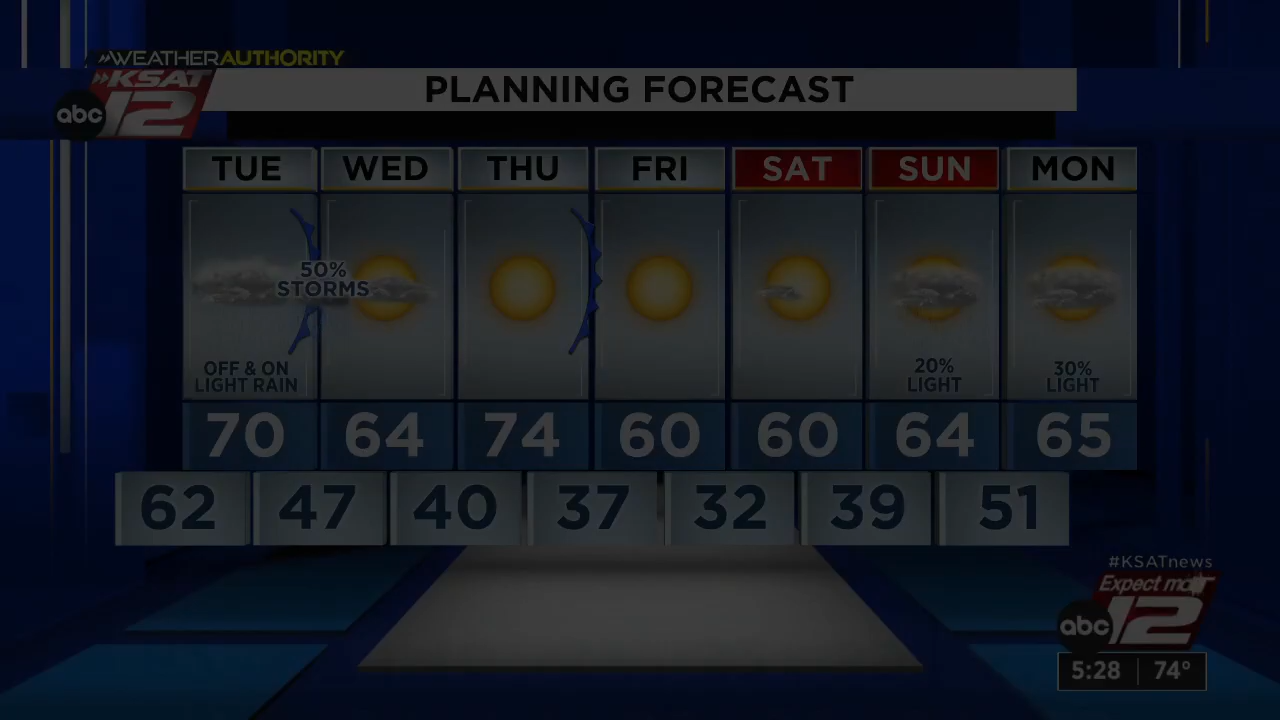 WEATHERAUTHORITY
KSAT
abc 12
PLANNING FORECAST
TUE WED THU FRI SAT SUN MON
50%
STORMS
OFF & ON
LIGHT RAIN
20%
LIGHT
30%
LIGHT
70 64 74 60 60 64 65
62 47 40 37 32 39 51
#KSATnews
abc 12
5:28 74°